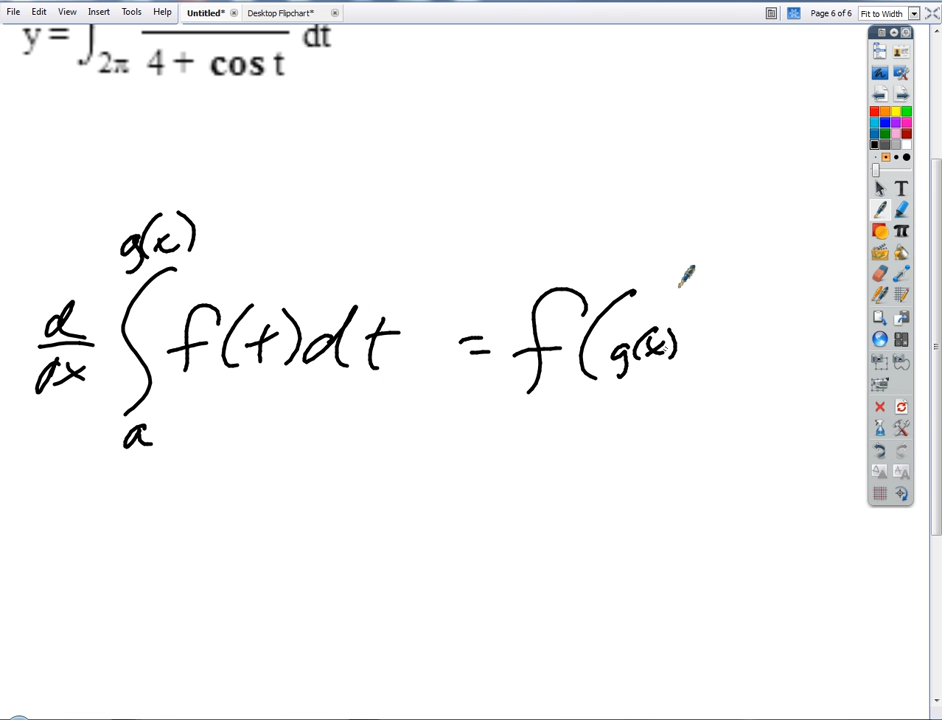 File Edit View Insert Tools Help Untitled* Desktop Flipchart* Page 6 of 6 Fit to Width
y = ∫ 2π 4 + cos t dt
d/dx ∫_a^{g(x)} f(t)dt = f(g(x)
T
π